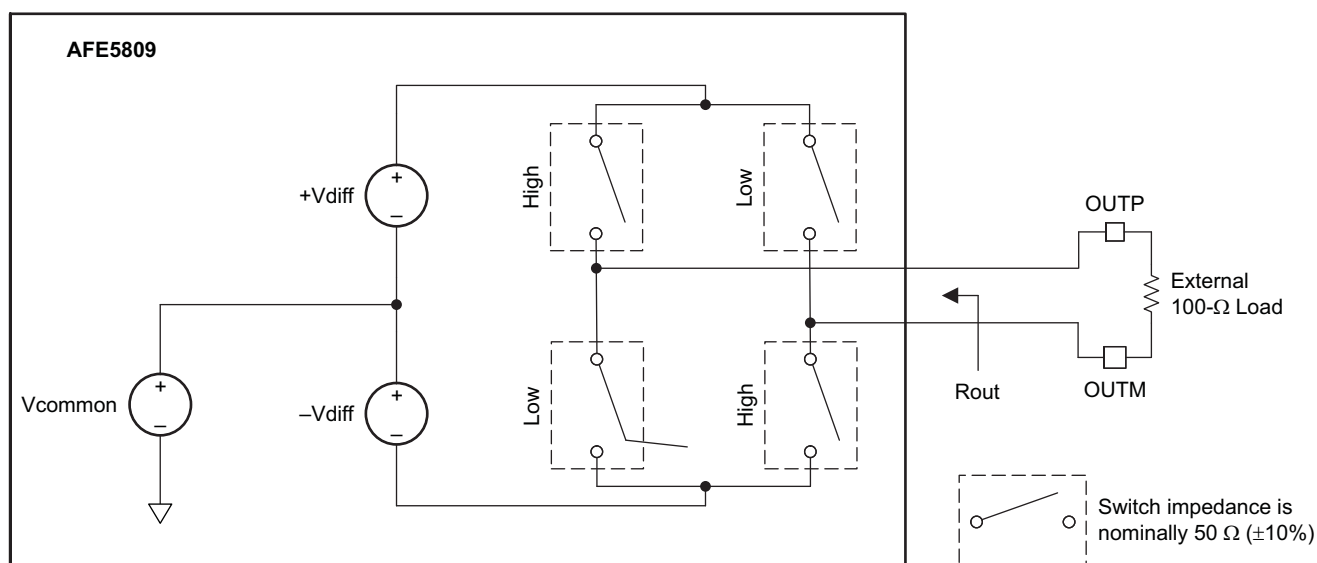 AFE5809
+Vdiff
+
–
High
Low
OUTP
External
100-Ω Load
Vcommon
+
–
–Vdiff
+
–
Low
High
Rout
OUTM
Switch impedance is
nominally 50 Ω (±10%)